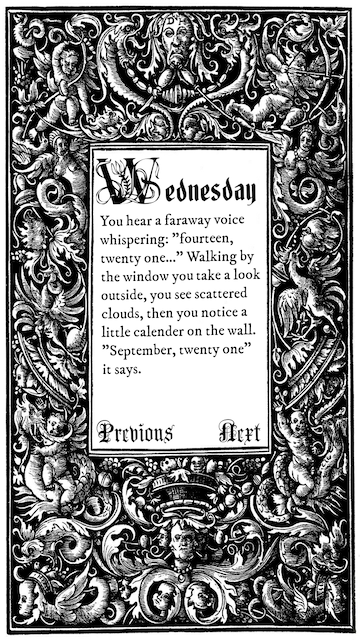 Wednesday
You hear a faraway voice
whispering: ”fourteen,
twenty one...” Walking by
the window you take a look
outside, you see scattered
clouds, then you notice a
little calender on the wall.
”September, twenty one”
it says.
Previous Next